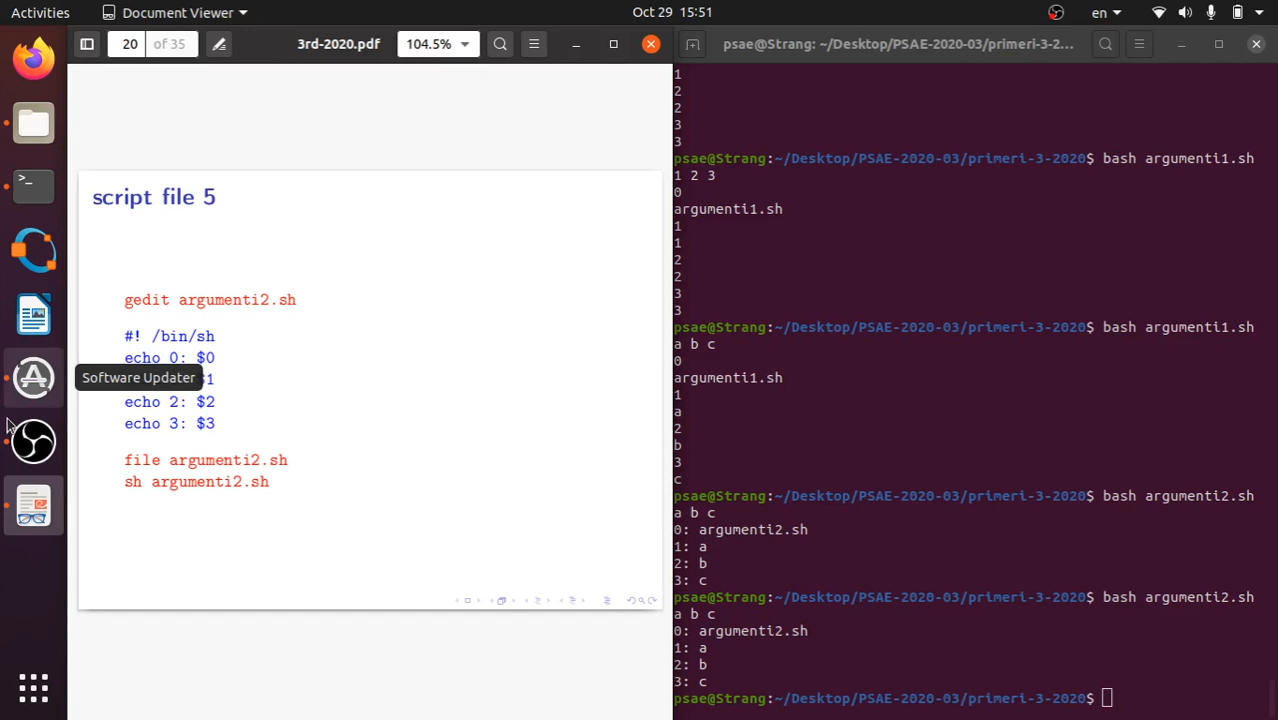 Activities
Document Viewer
Oct 29 15:51
en
20
of 35
3rd-2020.pdf
104.5%
script file 5
gedit argumenti2.sh
#! /bin/sh
echo 0: $0
Software Updater
$1
echo 2: $2
echo 3: $3
file argumenti2.sh
sh argumenti2.sh
psae@Strang: ~/Desktop/PSAE-2020-03/primeri-3-2...
1
2
2
3
3
psae@Strang:~/Desktop/PSAE-2020-03/primeri-3-2020$ bash argumenti1.sh
1 2 3
0
argumenti1.sh
1
1
2
2
3
3
psae@Strang:~/Desktop/PSAE-2020-03/primeri-3-2020$ bash argumenti1.sh
a b c
0
argumenti1.sh
1
a
2
b
3
c
psae@Strang:~/Desktop/PSAE-2020-03/primeri-3-2020$ bash argumenti2.sh
a b c
0: argumenti2.sh
1: a
2: b
3: c
psae@Strang:~/Desktop/PSAE-2020-03/primeri-3-2020$ bash argumenti2.sh
a b c
0: argumenti2.sh
1: a
2: b
3: c
psae@Strang:~/Desktop/PSAE-2020-03/primeri-3-2020$